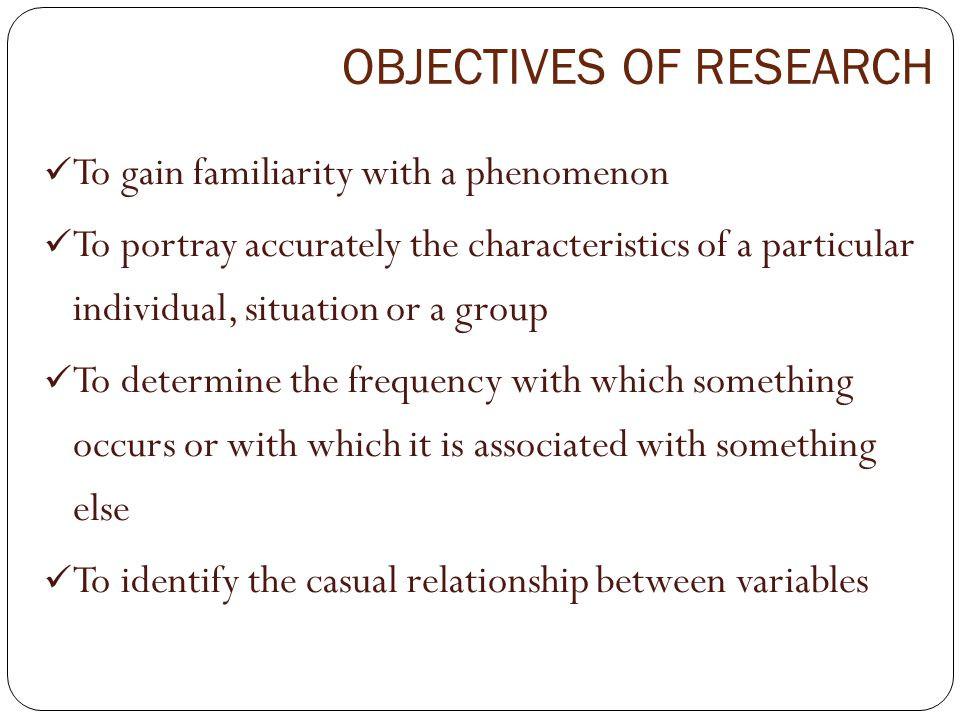 OBJECTIVES OF RESEARCH
✓ To gain familiarity with a phenomenon
✓ To portray accurately the characteristics of a particular
individual, situation or a group
✓ To determine the frequency with which something
occurs or with which it is associated with something
else
✓ To identify the casual relationship between variables